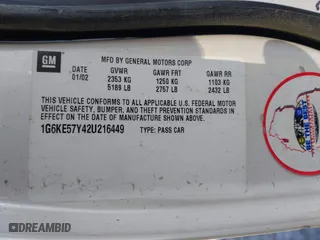 GM
MFD BY GENERAL MOTORS CORP
DATE GVWR GAWR FRT GAWR RR
01/02 2353 KG 1250 KG 1103 KG
5189 LB 2757 LB 2432 LB
THIS VEHICLE CONFORMS TO ALL APPLICABLE U.S. FEDERAL MOTOR
VEHICLE SAFETY, BUMPER, AND THEFT PREVENTION STANDARDS IN
EFFECT ON THE DATE OF MANUFACTURE SHOWN ABOVE.
1G6KE57Y42U216449 TYPE: PASS CAR
DREAMBID